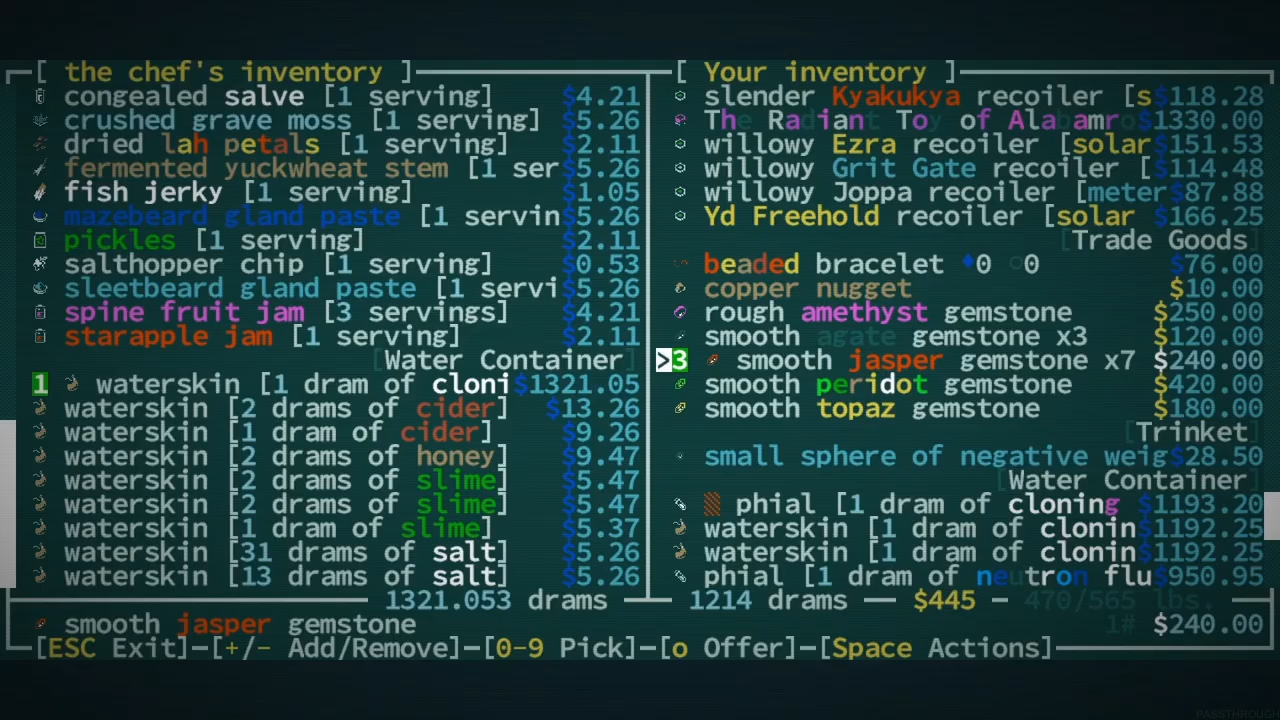 [ the chef's inventory ]
congealed salve [1 serving] $4.21
crushed grave moss [1 serving] $5.26
dried lah petals [1 serving] $2.11
fermented yuckwheat stem [1 ser $5.26
fish jerky [1 serving] $1.05
mazebeard gland paste [1 servin $5.26
pickles [1 serving] $2.11
salthopper chip [1 serving] $0.53
sleetbeard gland paste [1 servi $5.26
spine fruit jam [3 servings] $4.21
starapple jam [1 serving] $2.11
[Water Container]
1 waterskin [1 dram of cloni $1321.05
waterskin [2 drams of cider] $13.26
waterskin [1 dram of cider] $9.26
waterskin [2 drams of honey] $9.47
waterskin [2 drams of slime] $5.47
waterskin [2 drams of slime] $5.47
waterskin [1 dram of slime] $5.37
waterskin [31 drams of salt] $5.26
waterskin [13 drams of salt] $5.26
1321.053 drams
[ Your inventory ]
slender Kyakukya recoiler [s $118.28
The Radiant Toy of Alabamro $1330.00
willowy Ezra recoiler [solar $151.53
willowy Grit Gate recoiler [ $114.48
willowy Joppa recoiler [meter $87.88
Yd Freehold recoiler [solar $166.25
[Trade Goods]
beaded bracelet ♦0 ○0 $76.00
copper nugget $10.00
rough amethyst gemstone $250.00
smooth agate gemstone x3 $120.00
>3 smooth jasper gemstone x7 $240.00
smooth peridot gemstone $420.00
smooth topaz gemstone $180.00
[Trinket]
small sphere of negative weig $28.50
[Water Container]
phial [1 dram of cloning $1193.20
waterskin [1 dram of clonin $1192.25
waterskin [1 dram of clonin $1192.25
phial [1 dram of neutron flu $950.95
1214 drams — $445 — 470/565 lbs.
smooth jasper gemstone 1# $240.00
[ESC Exit]—[+/- Add/Remove]—[0-9 Pick]—[o Offer]—[Space Actions]